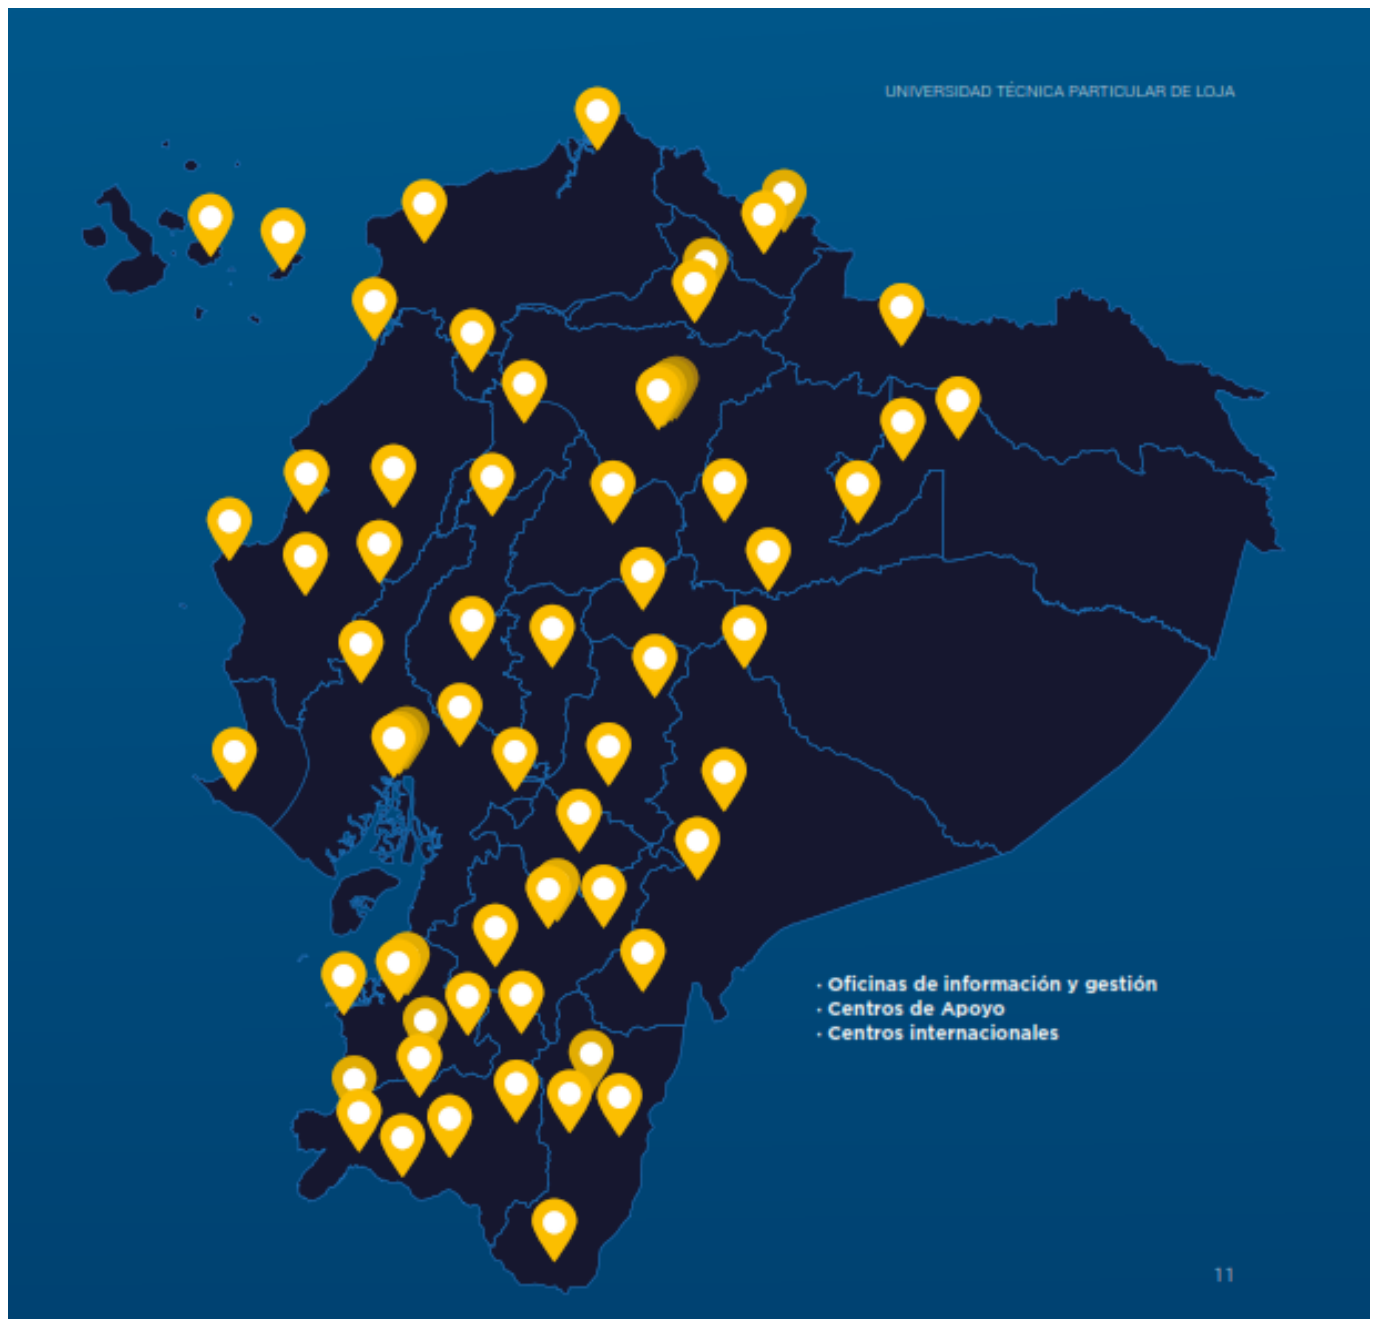 UNIVERSIDAD TÉCNICA PARTICULAR DE LOJA
· Oficinas de información y gestión
· Centros de Apoyo
· Centros internacionales
11